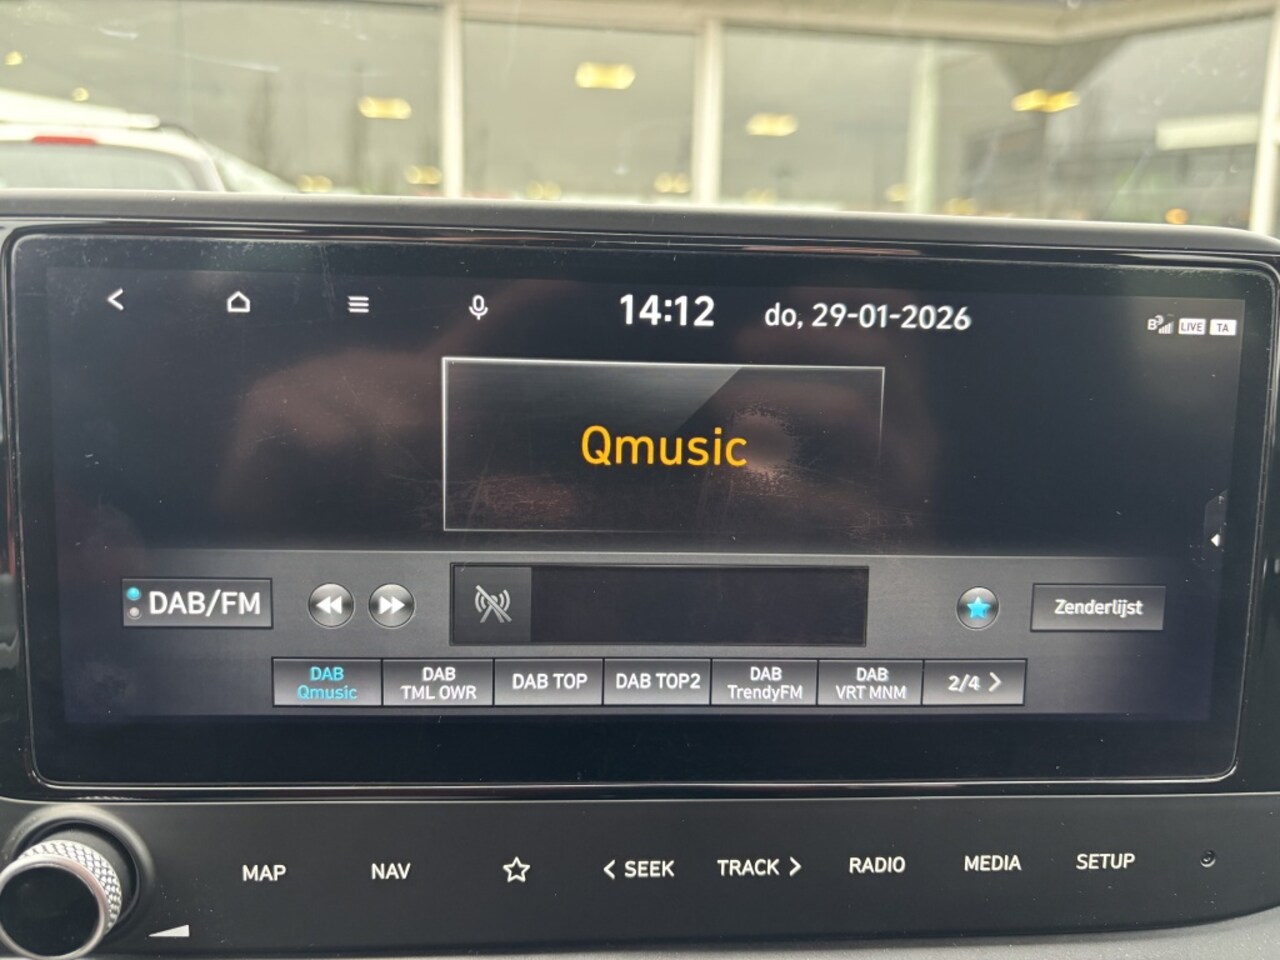 14:12 do, 29-01-2026
LIVE TA
Qmusic
DAB/FM
Zenderlijst
DAB
Qmusic
DAB
TML OWR
DAB TOP
DAB TOP2
DAB
TrendyFM
DAB
VRT MNM
2/4 >
MAP NAV < SEEK TRACK > RADIO MEDIA SETUP